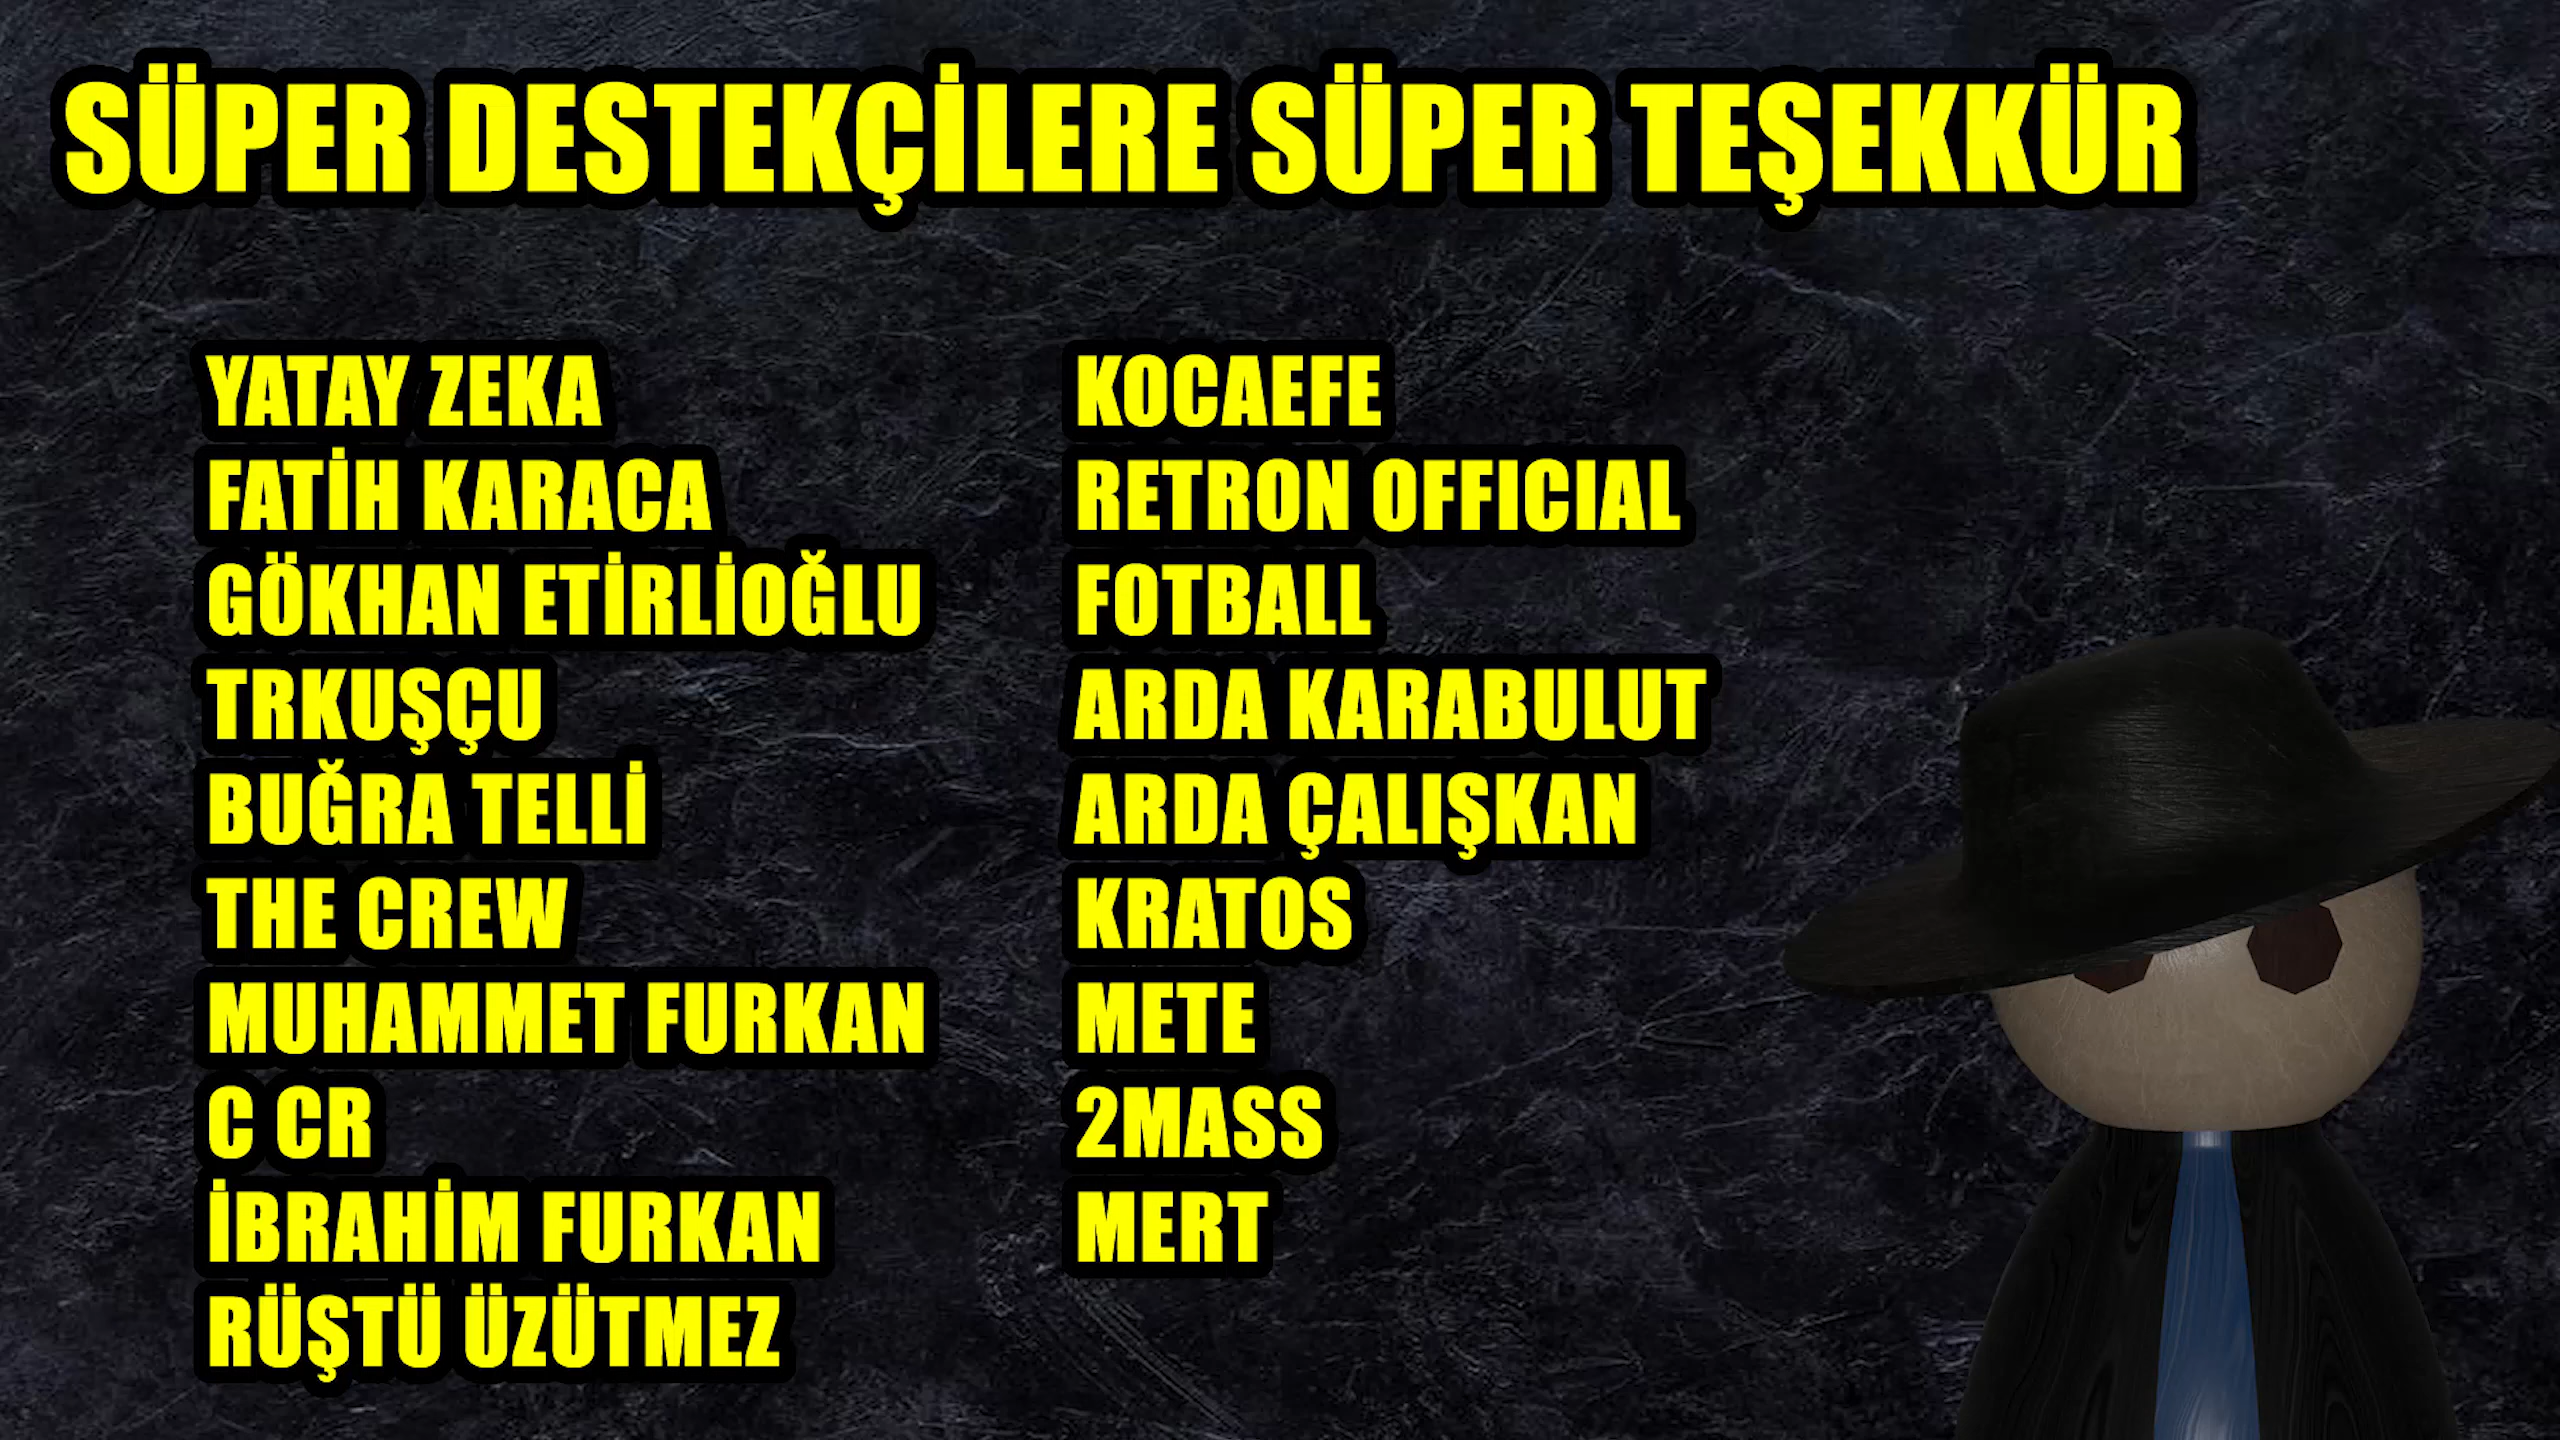 SÜPER DESTEKÇİLERE SÜPER TEŞEKKÜR
YATAY ZEKA
FATİH KARACA
GÖKHAN ETİRLİOĞLU
TRKUŞÇU
BUĞRA TELLİ
THE CREW
MUHAMMET FURKAN
C CR
İBRAHİM FURKAN
RÜŞTÜ ÜZÜTMEZ
KOCAEFE
RETRON OFFICIAL
FOTBALL
ARDA KARABULUT
ARDA ÇALIŞKAN
KRATOS
METE
2MASS
MERT